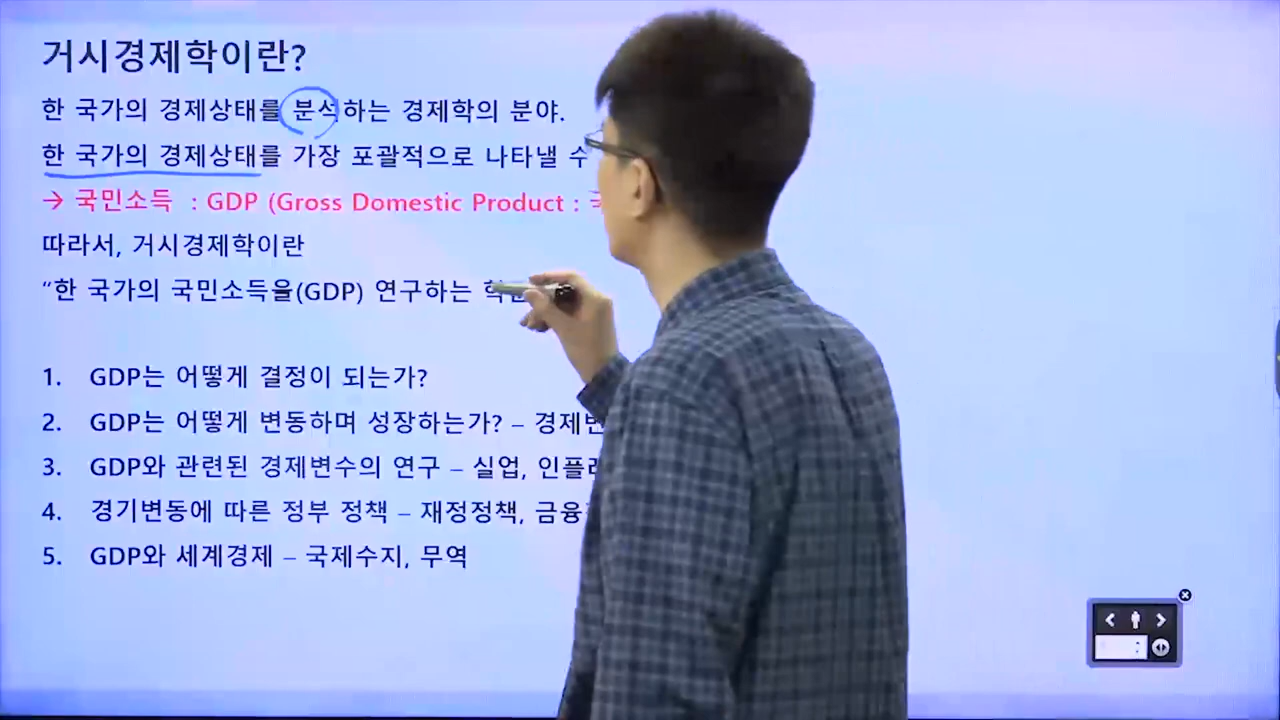 거시경제학이란?
한 국가의 경제상태를 분석하는 경제학의 분야.
한 국가의 경제상태를 가장 포괄적으로 나타낼 수
→ 국민소득 : GDP (Gross Domestic Product :
따라서, 거시경제학이란
“한 국가의 국민소득을(GDP) 연구하는
1. GDP는 어떻게 결정이 되는가?
2. GDP는 어떻게 변동하며 성장하는가? –
3. GDP와 관련된 경제변수의 연구 – 실업,
4. 경기변동에 따른 정부 정책 – 재정정책,
5. GDP와 세계경제 – 국제수지, 무역